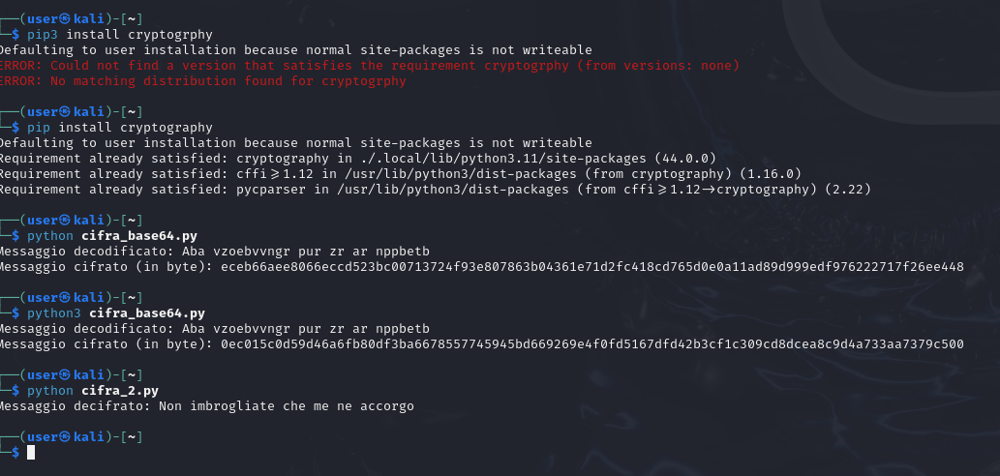 ┌──(user㉿kali)-[~]
└─$ pip3 install cryptogrphy
Defaulting to user installation because normal site-packages is not writeable
ERROR: Could not find a version that satisfies the requirement cryptogrphy (from versions: none)
ERROR: No matching distribution found for cryptogrphy
┌──(user㉿kali)-[~]
└─$ pip install cryptography
Defaulting to user installation because normal site-packages is not writeable
Requirement already satisfied: cryptography in ./.local/lib/python3.11/site-packages (44.0.0)
Requirement already satisfied: cffi>=1.12 in /usr/lib/python3/dist-packages (from cryptography) (1.16.0)
Requirement already satisfied: pycparser in /usr/lib/python3/dist-packages (from cffi>=1.12->cryptography) (2.22)
┌──(user㉿kali)-[~]
└─$ python cifra_base64.py
Messaggio decodificato: Aba vzoebvvngr pur zr ar nppbetb
Messaggio cifrato (in byte): eceb66aee8066eccd523bc00713724f93e807863b04361e71d2fc418cd765d0e0a11ad89d999edf976222717f26ee448
┌──(user㉿kali)-[~]
└─$ python3 cifra_base64.py
Messaggio decodificato: Aba vzoebvvngr pur zr ar nppbetb
Messaggio cifrato (in byte): 0ec015c0d59d46a6fb80df3ba6678557745945bd669269e4f0fd5167dfd42b3cf1c309cd8dcea8c9d4a733aa7379c500
┌──(user㉿kali)-[~]
└─$ python cifra_2.py
Messaggio decifrato: Non imbrogliate che me ne accorgo
┌──(user㉿kali)-[~]
└─$